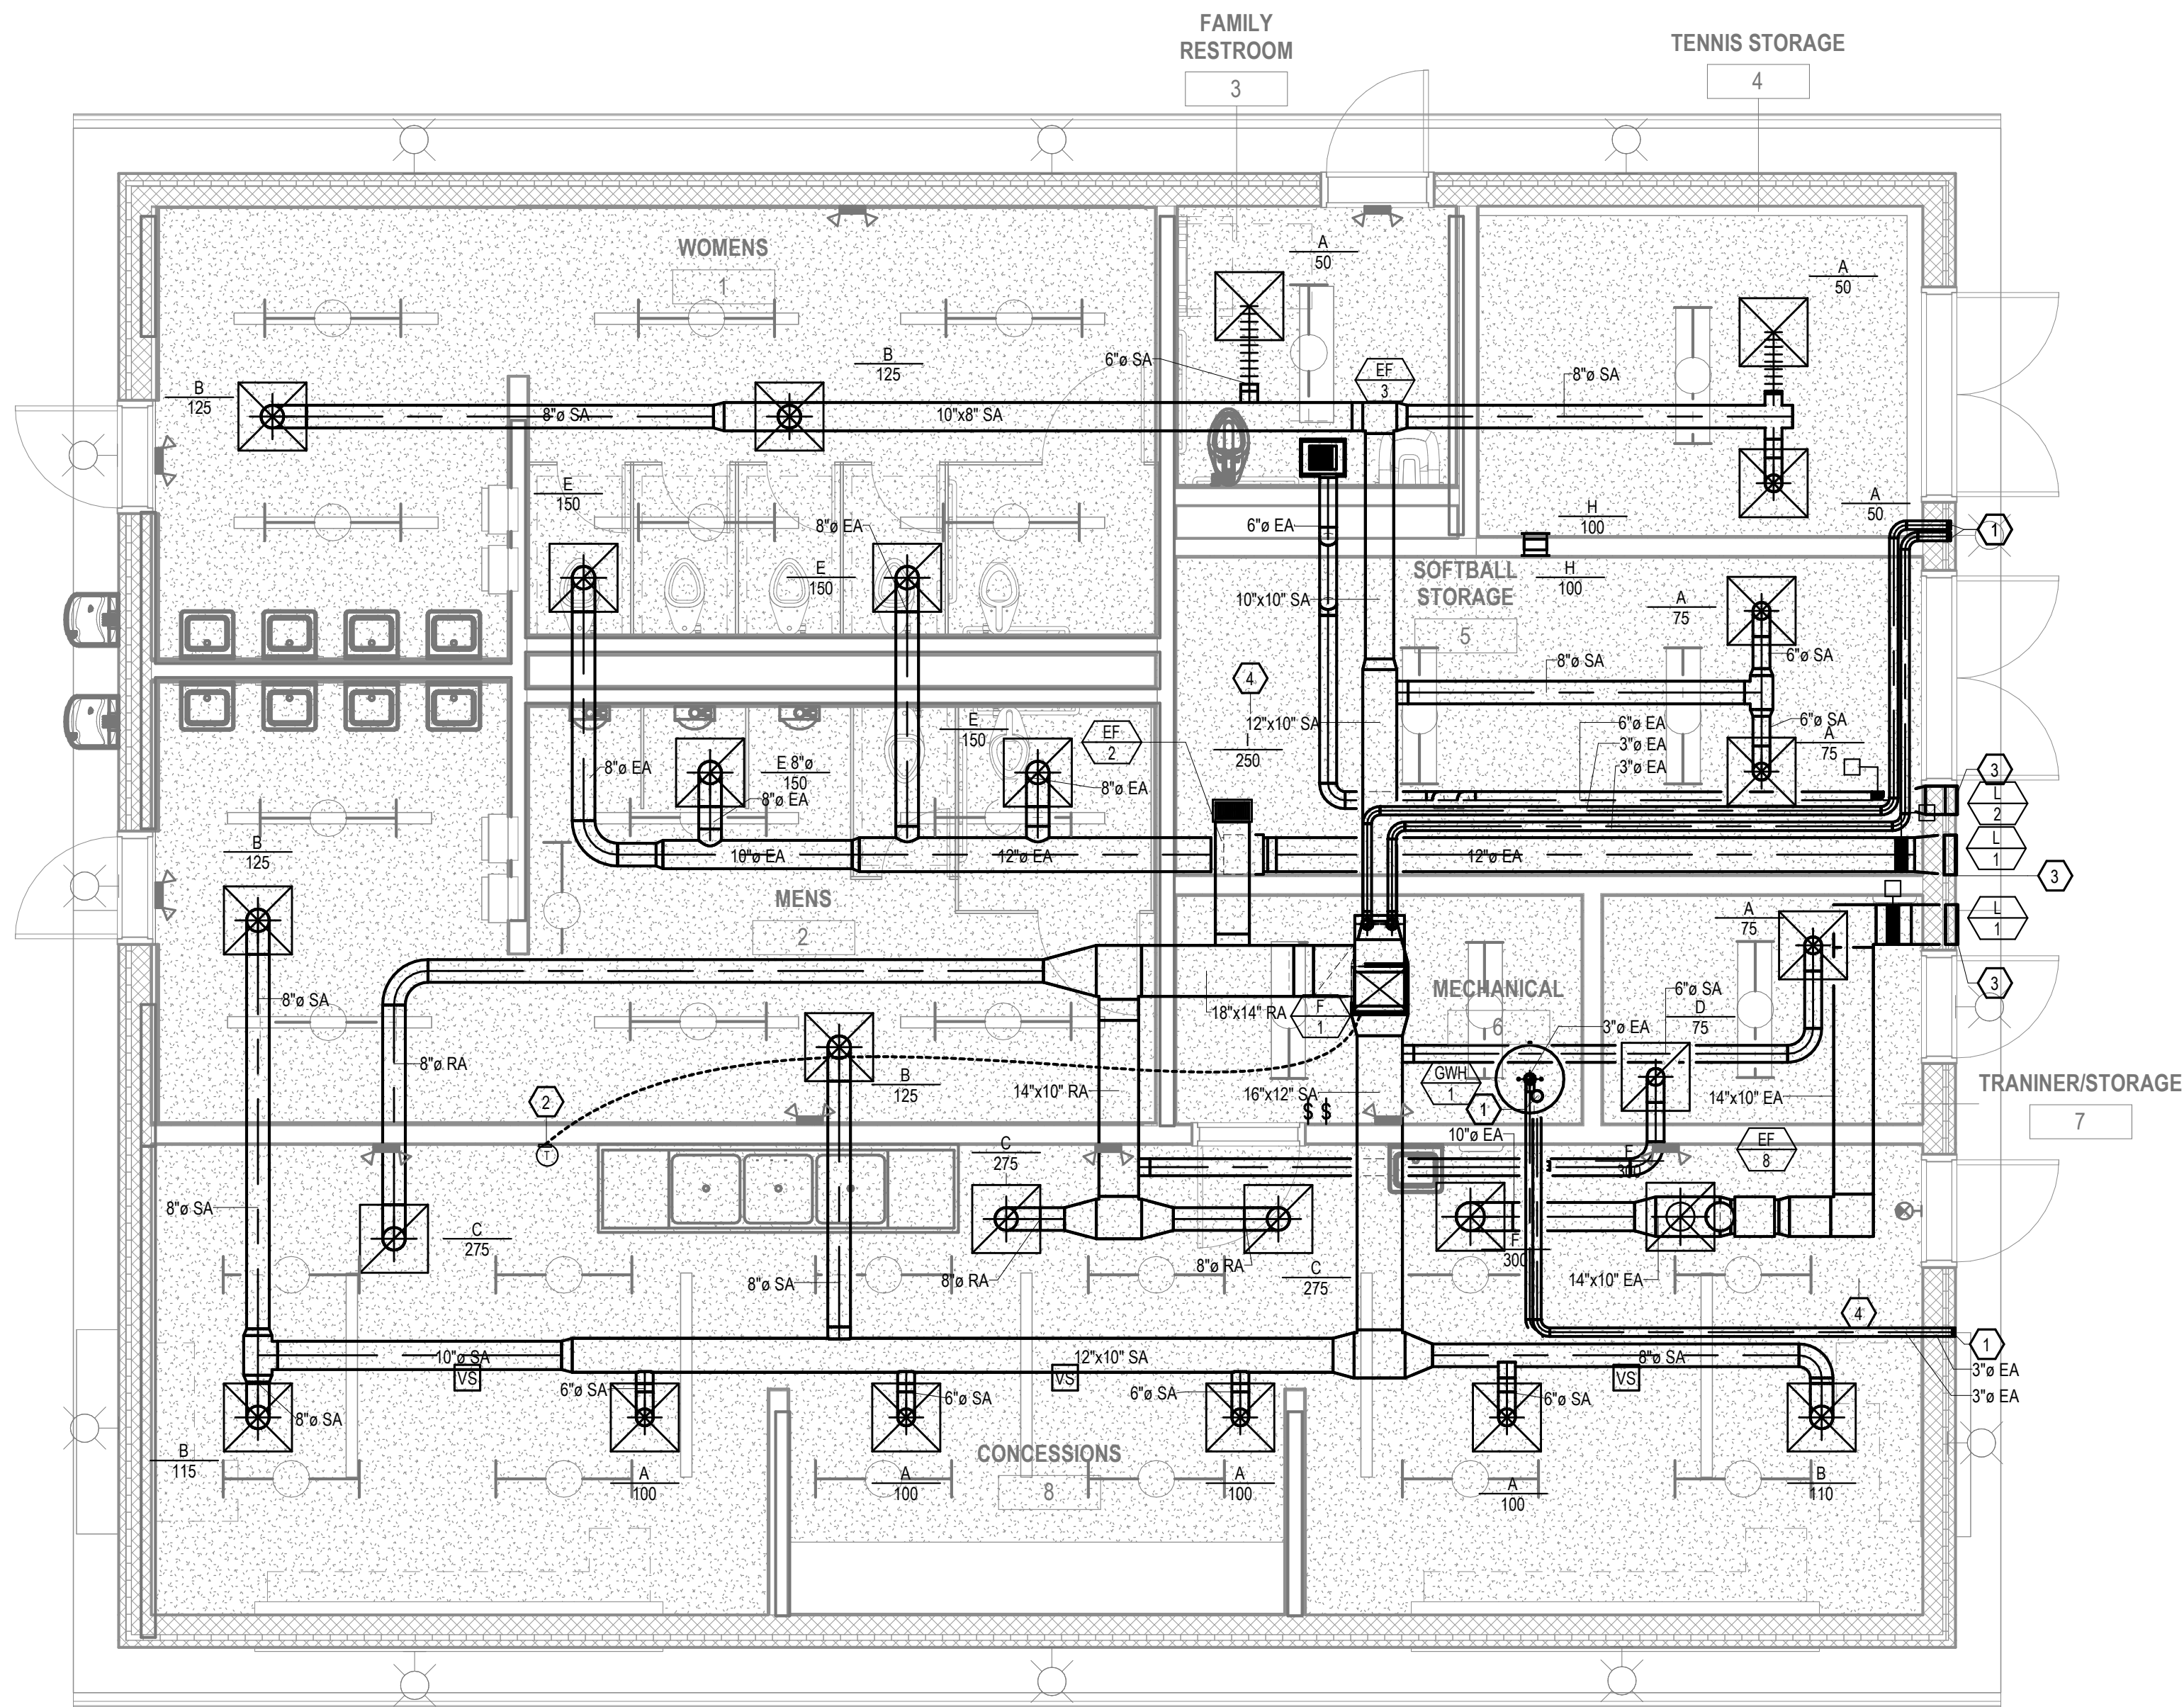 FAMILY
RESTROOM
3
TENNIS STORAGE
4
WOMENS
1
A
50
A
50
B
125
B
125
6"ø SA
EF
3
8"ø SA
8"ø SA
10"x8" SA
E
150
8"ø EA
6"ø EA
H
100
A
50
1
E
150
SOFTBALL
STORAGE
5
H
100
10"x10" SA
A
75
6"ø SA
8"ø SA
4
12"x10" SA
I
250
6"ø EA
3"ø EA
3"ø EA
6"ø SA
A
75
E
150
EF
2
8"ø EA
E 8"ø
150
8"ø EA
8"ø EA
3
L
2
B
125
10"ø EA
12"ø EA
12"ø EA
L
1
3
MENS
2
A
75
L
1
3
8"ø SA
18"x14" RA
F
1
MECHANICAL
6
6"ø SA
D
75
3"ø EA
8"ø RA
B
125
14"x10" RA
16"x12" SA
GWH
1
1
14"x10" EA
TRANINER/STORAGE
7
2
T
$ $
10"ø EA
C
275
F
300
EF
8
8"ø SA
C
275
8"ø SA
8"ø RA
8"ø RA
C
275
F
300
14"x10" EA
4
10"ø SA
VS
12"x10" SA
VS
8"ø SA
VS
1
3"ø EA
3"ø EA
8"ø SA
6"ø SA
6"ø SA
6"ø SA
6"ø SA
B
115
A
100
A
100
CONCESSIONS
8
A
100
A
100
B
110